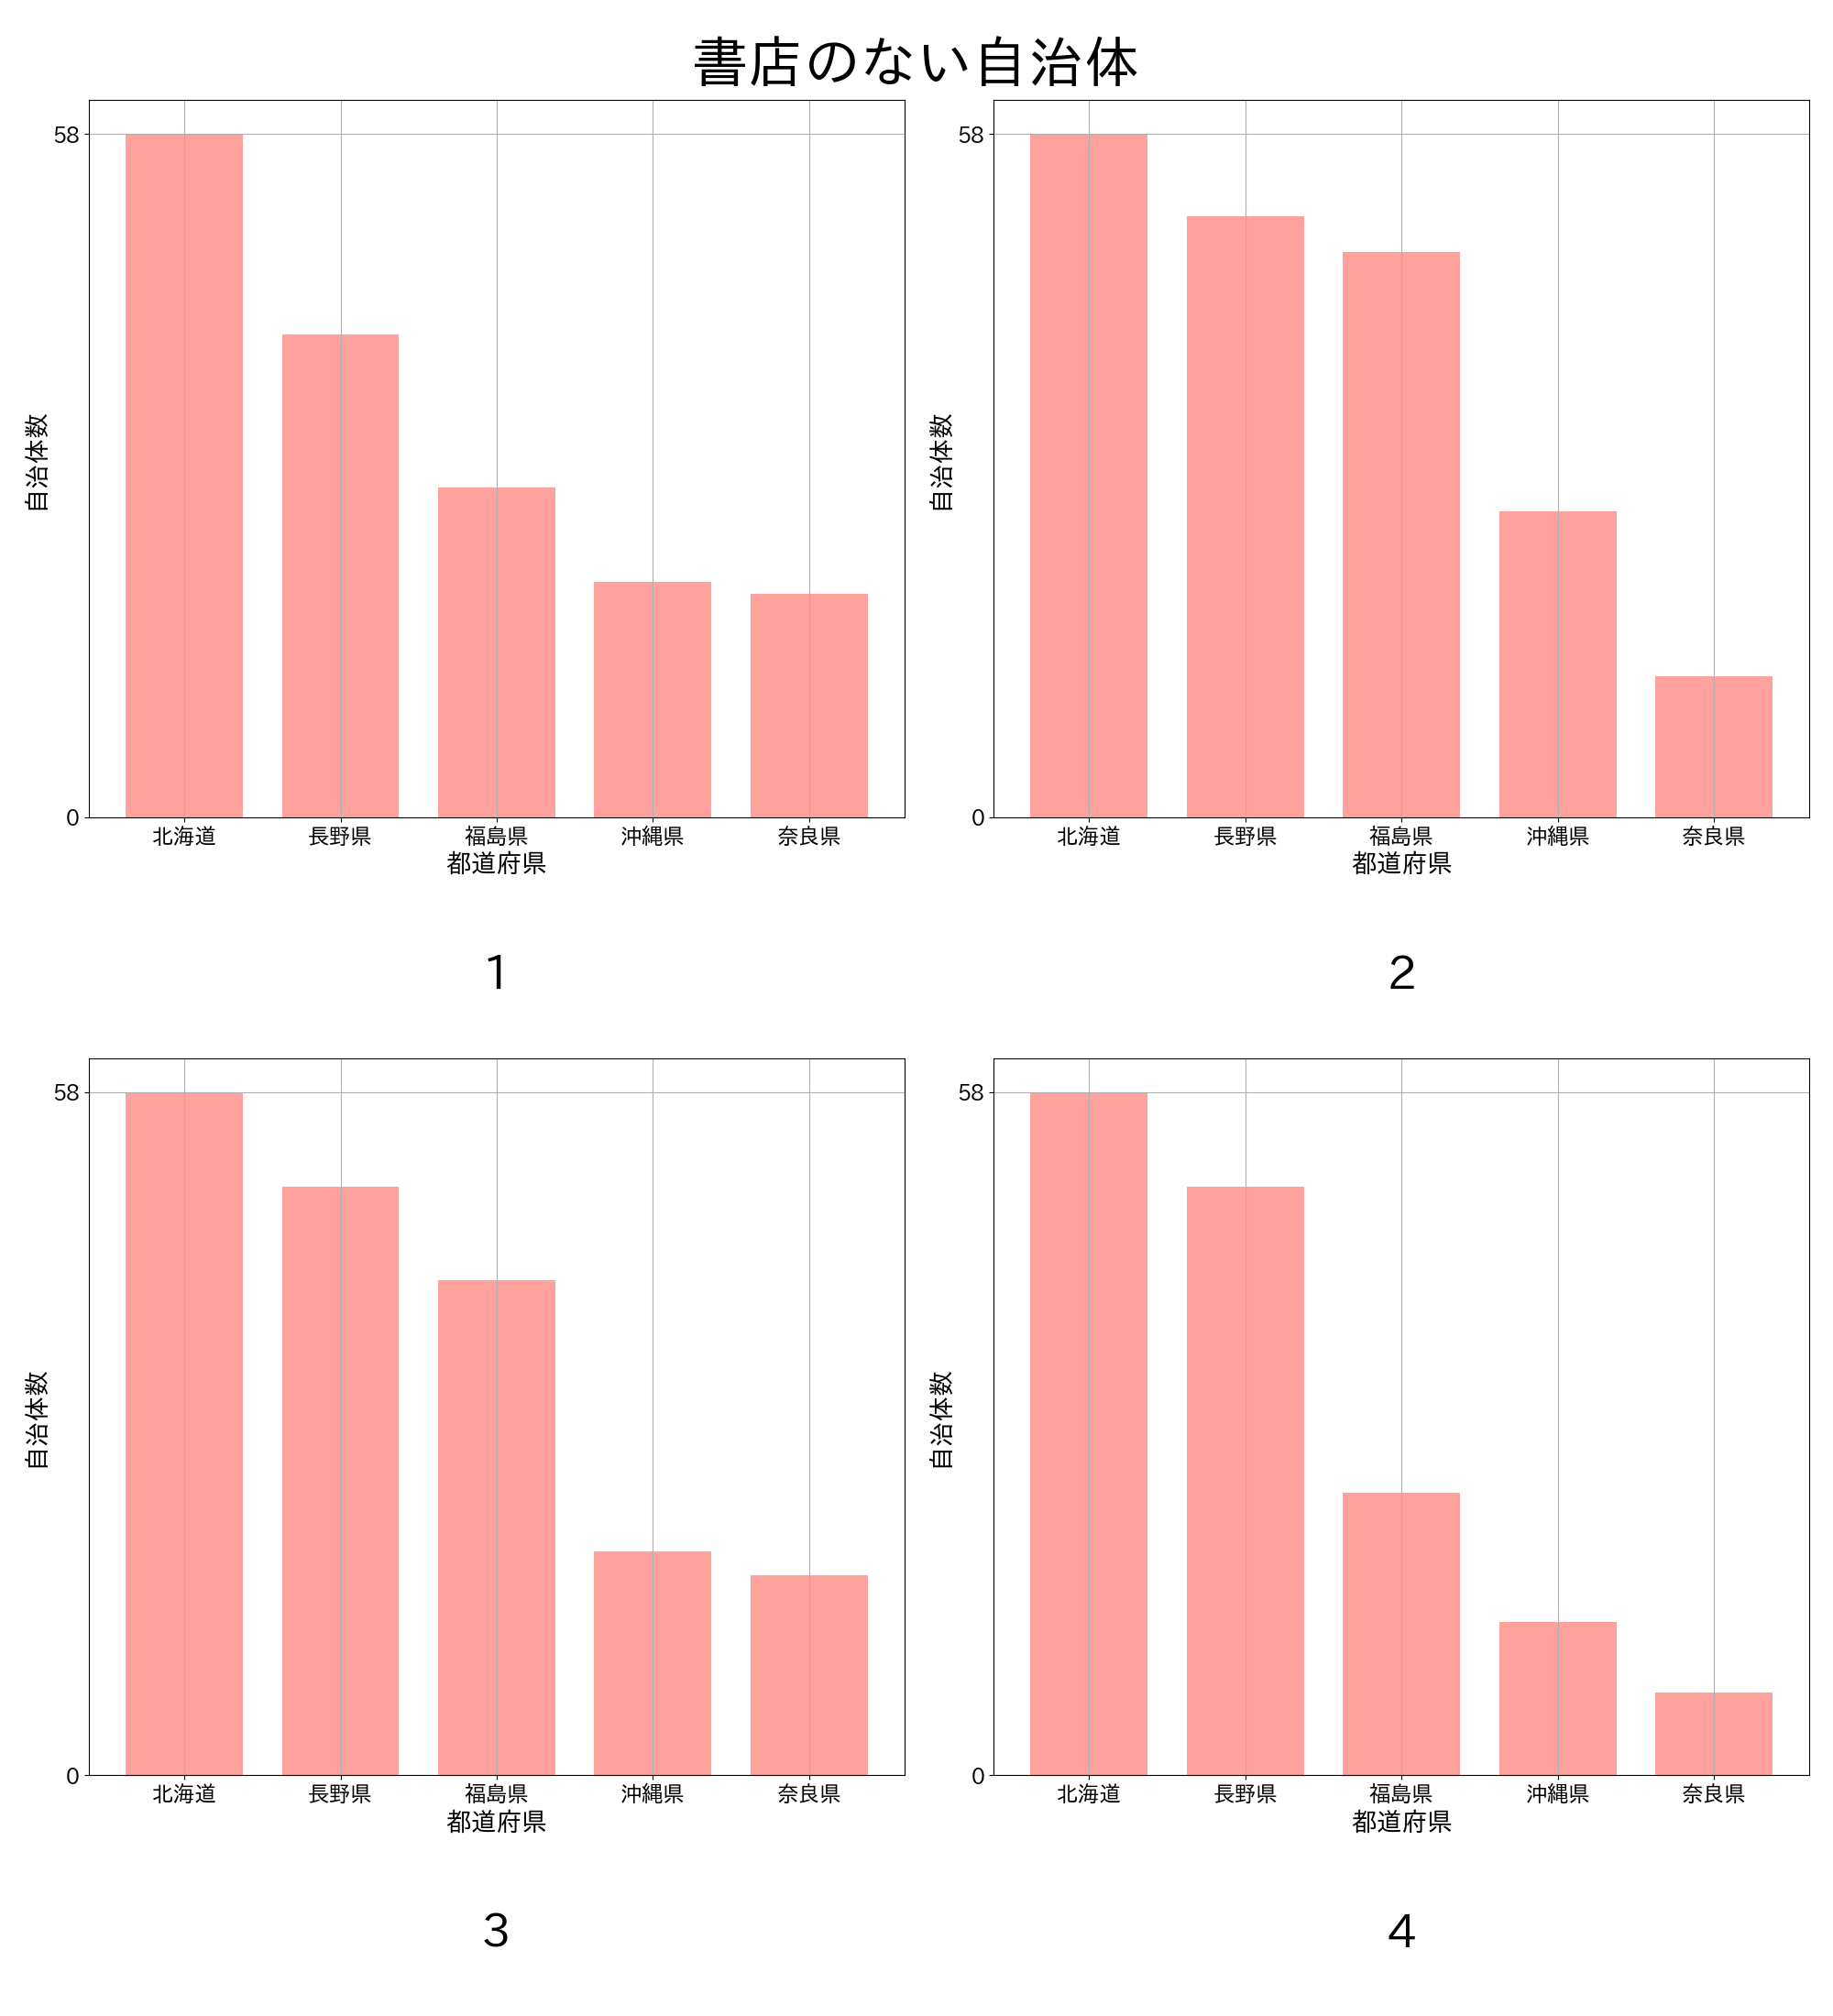 書店のない自治体
58
0
自治体数
北海道 長野県 福島県 沖縄県 奈良県
都道府県
1
58
0
自治体数
北海道 長野県 福島県 沖縄県 奈良県
都道府県
2
58
0
自治体数
北海道 長野県 福島県 沖縄県 奈良県
都道府県
3
58
0
自治体数
北海道 長野県 福島県 沖縄県 奈良県
都道府県
4